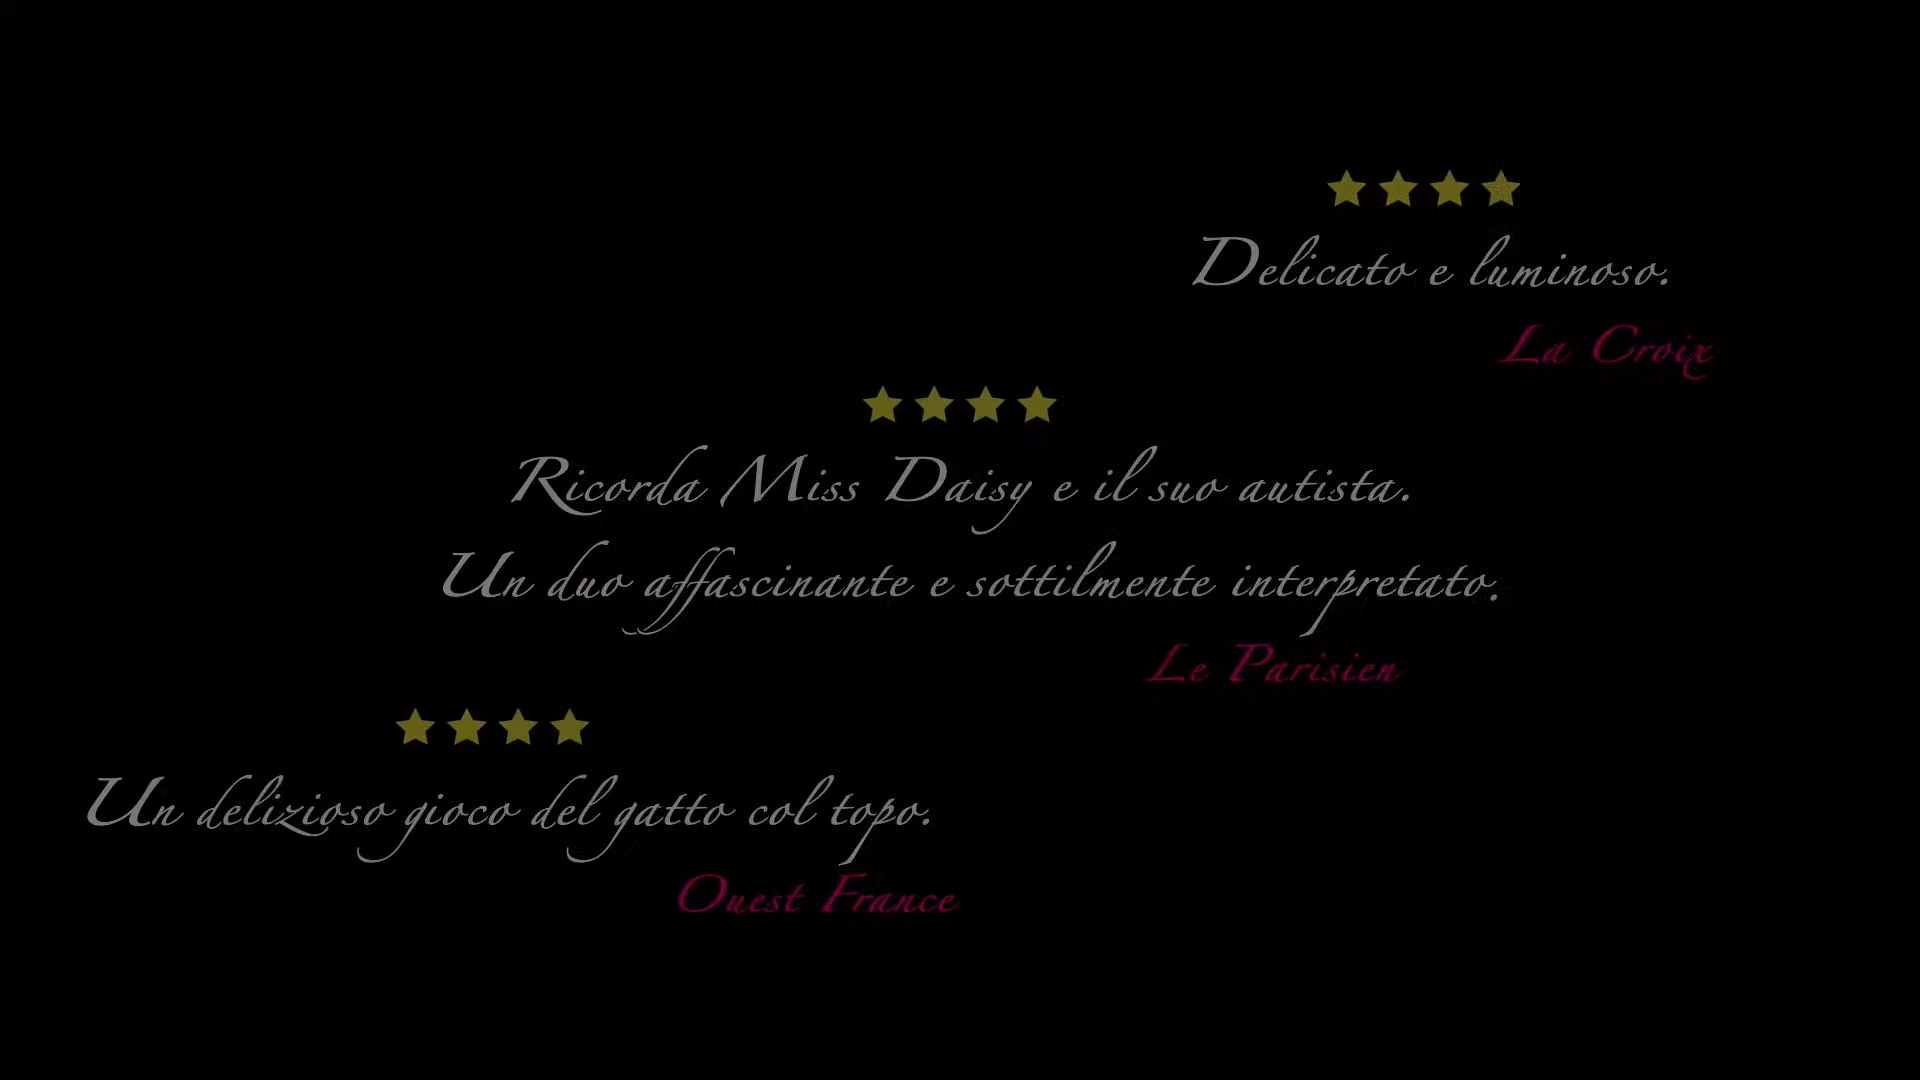 Delicato e luminoso.
La Croix
Ricorda Miss Daisy e il suo autista.
Un duo affascinante e sottilmente interpretato.
Le Parisien
Un delizioso gioco del gatto col topo.
Ouest France